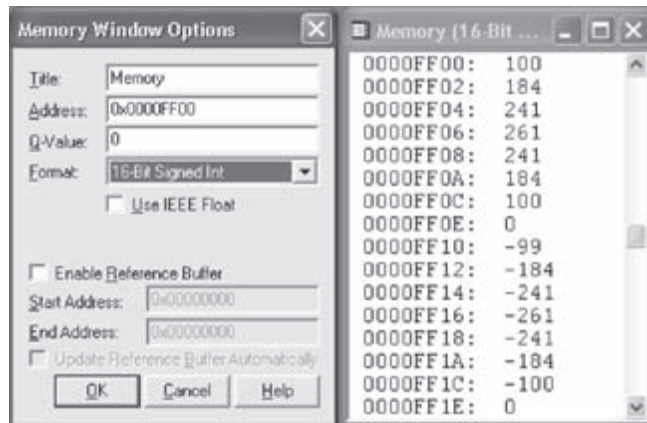 Memory Window Options
Title: Memory
Address: 0x0000FF00
Q-Value: 0
Format: 16-Bit Signed Int
Use IEEE Float
Enable Reference Buffer
Start Address: 0x00000000
End Address: 0x00000000
Update Reference Buffer Automatically
OK Cancel Help
Memory (16-Bit ...
0000FF00: 100
0000FF02: 184
0000FF04: 241
0000FF06: 261
0000FF08: 241
0000FF0A: 184
0000FF0C: 100
0000FF0E: 0
0000FF10: -99
0000FF12: -184
0000FF14: -241
0000FF16: -261
0000FF18: -241
0000FF1A: -184
0000FF1C: -100
0000FF1E: 0